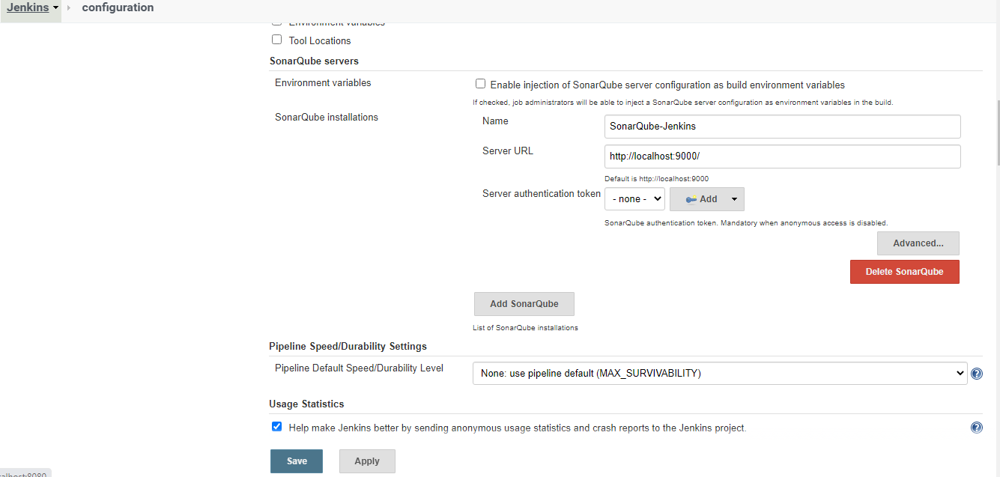 Jenkins configuration
Environment variables
Tool Locations
SonarQube servers
Environment variables
Enable injection of SonarQube server configuration as build environment variables
If checked, job administrators will be able to inject a SonarQube server configuration as environment variables in the build.
SonarQube installations
Name
SonarQube-Jenkins
Server URL
http://localhost:9000/
Default is http://localhost:9000
Server authentication token
- none -
Add
SonarQube authentication token. Mandatory when anonymous access is disabled.
Advanced...
Delete SonarQube
Add SonarQube
List of SonarQube installations
Pipeline Speed/Durability Settings
Pipeline Default Speed/Durability Level
None: use pipeline default (MAX_SURVIVABILITY)
?
Usage Statistics
Help make Jenkins better by sending anonymous usage statistics and crash reports to the Jenkins project.
?
Save
Apply
alhost:8080